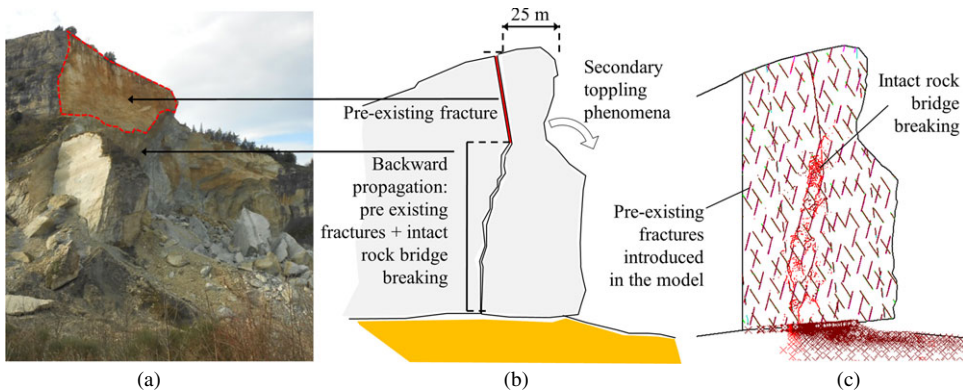 25 m
Secondary
toppling
phenomena
Pre-existing fracture
Backward
propagation:
pre existing
fractures + intact
rock bridge
breaking
Intact rock
bridge
breaking
Pre-existing
fractures
introduced
in the model
(a)
(b)
(c)